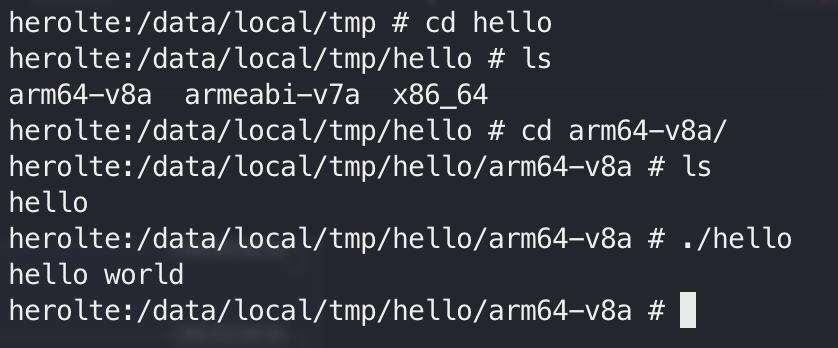 herolte:/data/local/tmp # cd hello
herolte:/data/local/tmp/hello # ls
arm64-v8a  armeabi-v7a  x86_64
herolte:/data/local/tmp/hello # cd arm64-v8a/
herolte:/data/local/tmp/hello/arm64-v8a # ls
hello
herolte:/data/local/tmp/hello/arm64-v8a # ./hello
hello world
herolte:/data/local/tmp/hello/arm64-v8a #